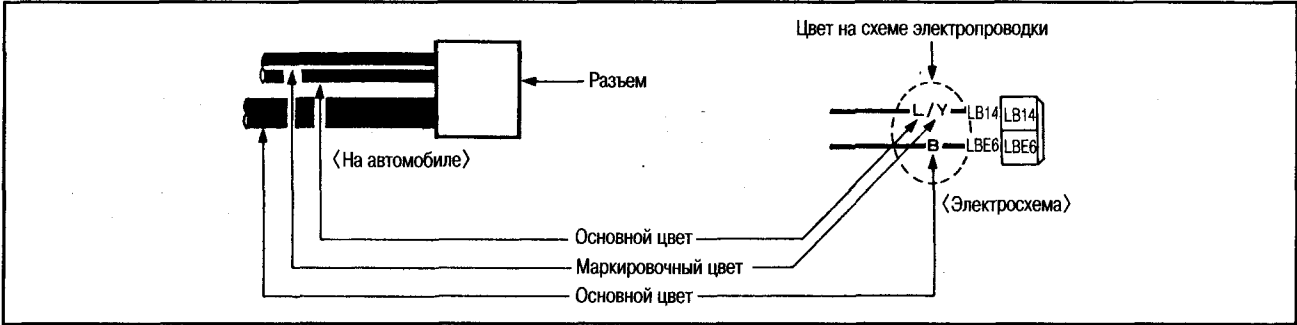 Цвет на схеме электропроводки
Разъем
L/Y LB14 LB14
B LBE6 LBE6
〈На автомобиле〉
〈Электросхема〉
Основной цвет
Маркировочный цвет
Основной цвет